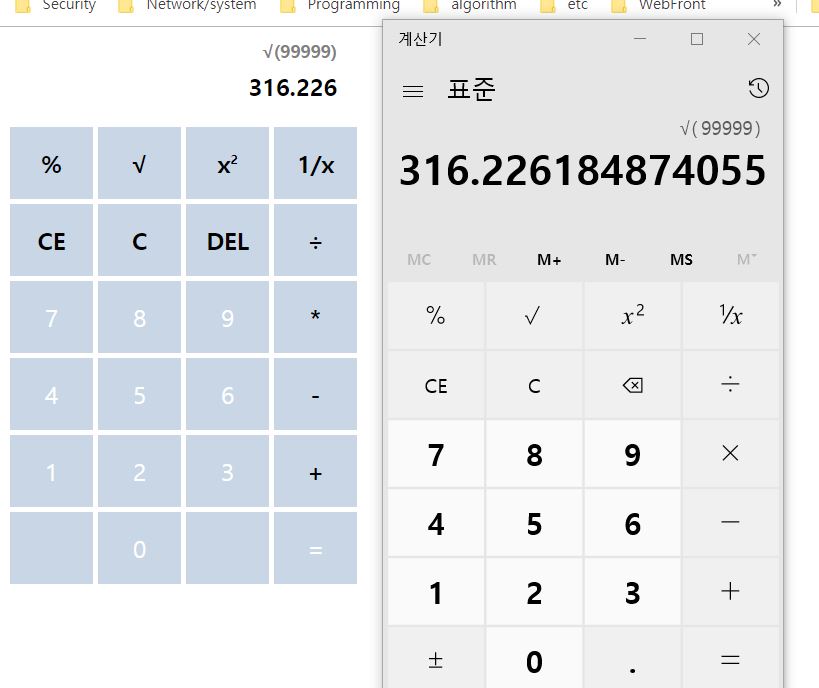 Security Network/system Programming algorithm etc WebFront »
√(99999)
316.226
% √ x² 1/x
CE C DEL ÷
7 8 9 *
4 5 6 -
1 2 3 +
0 =
계산기
표준
√( 99999 )
316.226184874055
MC MR M+ M- MS M˅
% √ x² ¹/x
CE C ÷
7 8 9 ×
4 5 6 −
1 2 3 +
± 0 . =